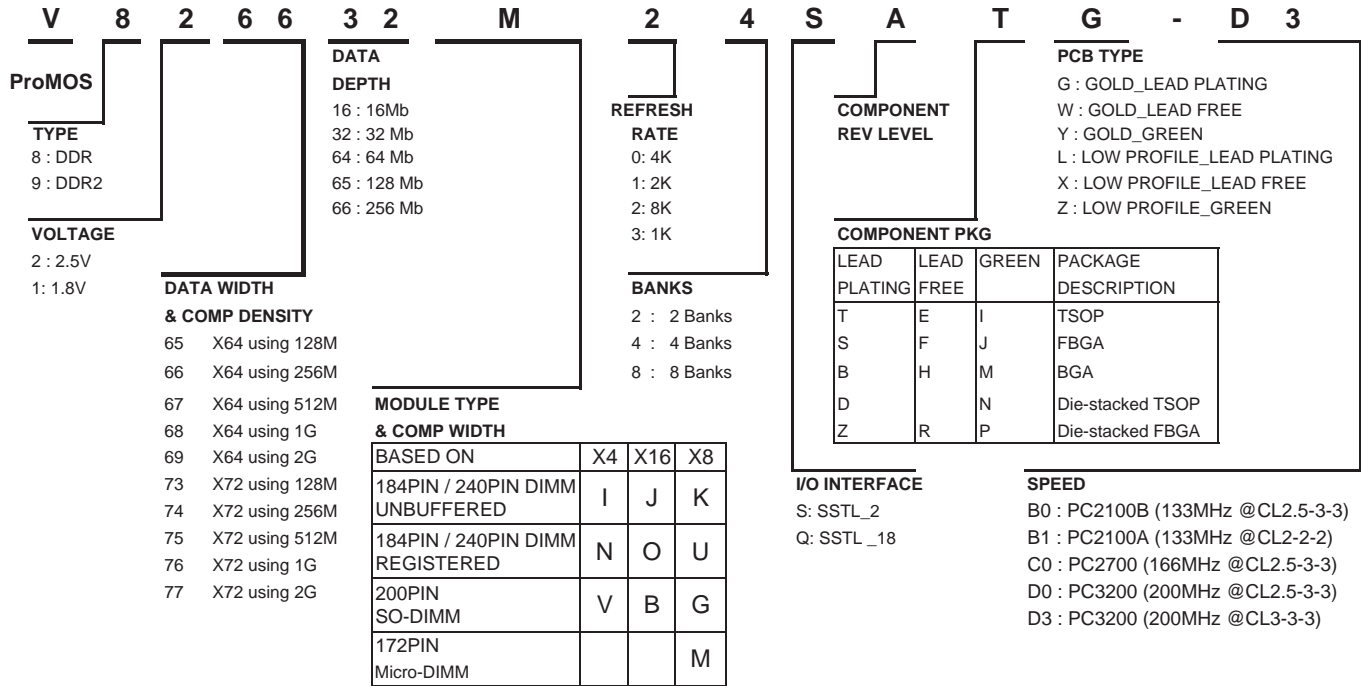 V 8 2 6 6 3 2 M 2 4 S A T G - D 3
ProMOS
TYPE
8 : DDR
9 : DDR2
VOLTAGE
2 : 2.5V
1: 1.8V
DATA WIDTH
& COMP DENSITY
65 X64 using 128M
66 X64 using 256M
67 X64 using 512M
68 X64 using 1G
69 X64 using 2G
73 X72 using 128M
74 X72 using 256M
75 X72 using 512M
76 X72 using 1G
77 X72 using 2G
DATA
DEPTH
16 : 16Mb
32 : 32 Mb
64 : 64 Mb
65 : 128 Mb
66 : 256 Mb
MODULE TYPE
& COMP WIDTH
BASED ON X4 X16 X8
184PIN / 240PIN DIMM
UNBUFFERED I J K
184PIN / 240PIN DIMM
REGISTERED N O U
200PIN
SO-DIMM V B G
172PIN
Micro-DIMM M
REFRESH
RATE
0: 4K
1: 2K
2: 8K
3: 1K
BANKS
2 : 2 Banks
4 : 4 Banks
8 : 8 Banks
I/O INTERFACE
S: SSTL_2
Q: SSTL _18
COMPONENT
REV LEVEL
COMPONENT PKG
LEAD LEAD GREEN PACKAGE
PLATING FREE DESCRIPTION
T E I TSOP
S F J FBGA
B H M BGA
D N Die-stacked TSOP
Z R P Die-stacked FBGA
PCB TYPE
G : GOLD_LEAD PLATING
W : GOLD_LEAD FREE
Y : GOLD_GREEN
L : LOW PROFILE_LEAD PLATING
X : LOW PROFILE_LEAD FREE
Z : LOW PROFILE_GREEN
SPEED
B0 : PC2100B (133MHz @CL2.5-3-3)
B1 : PC2100A (133MHz @CL2-2-2)
C0 : PC2700 (166MHz @CL2.5-3-3)
D0 : PC3200 (200MHz @CL2.5-3-3)
D3 : PC3200 (200MHz @CL3-3-3)